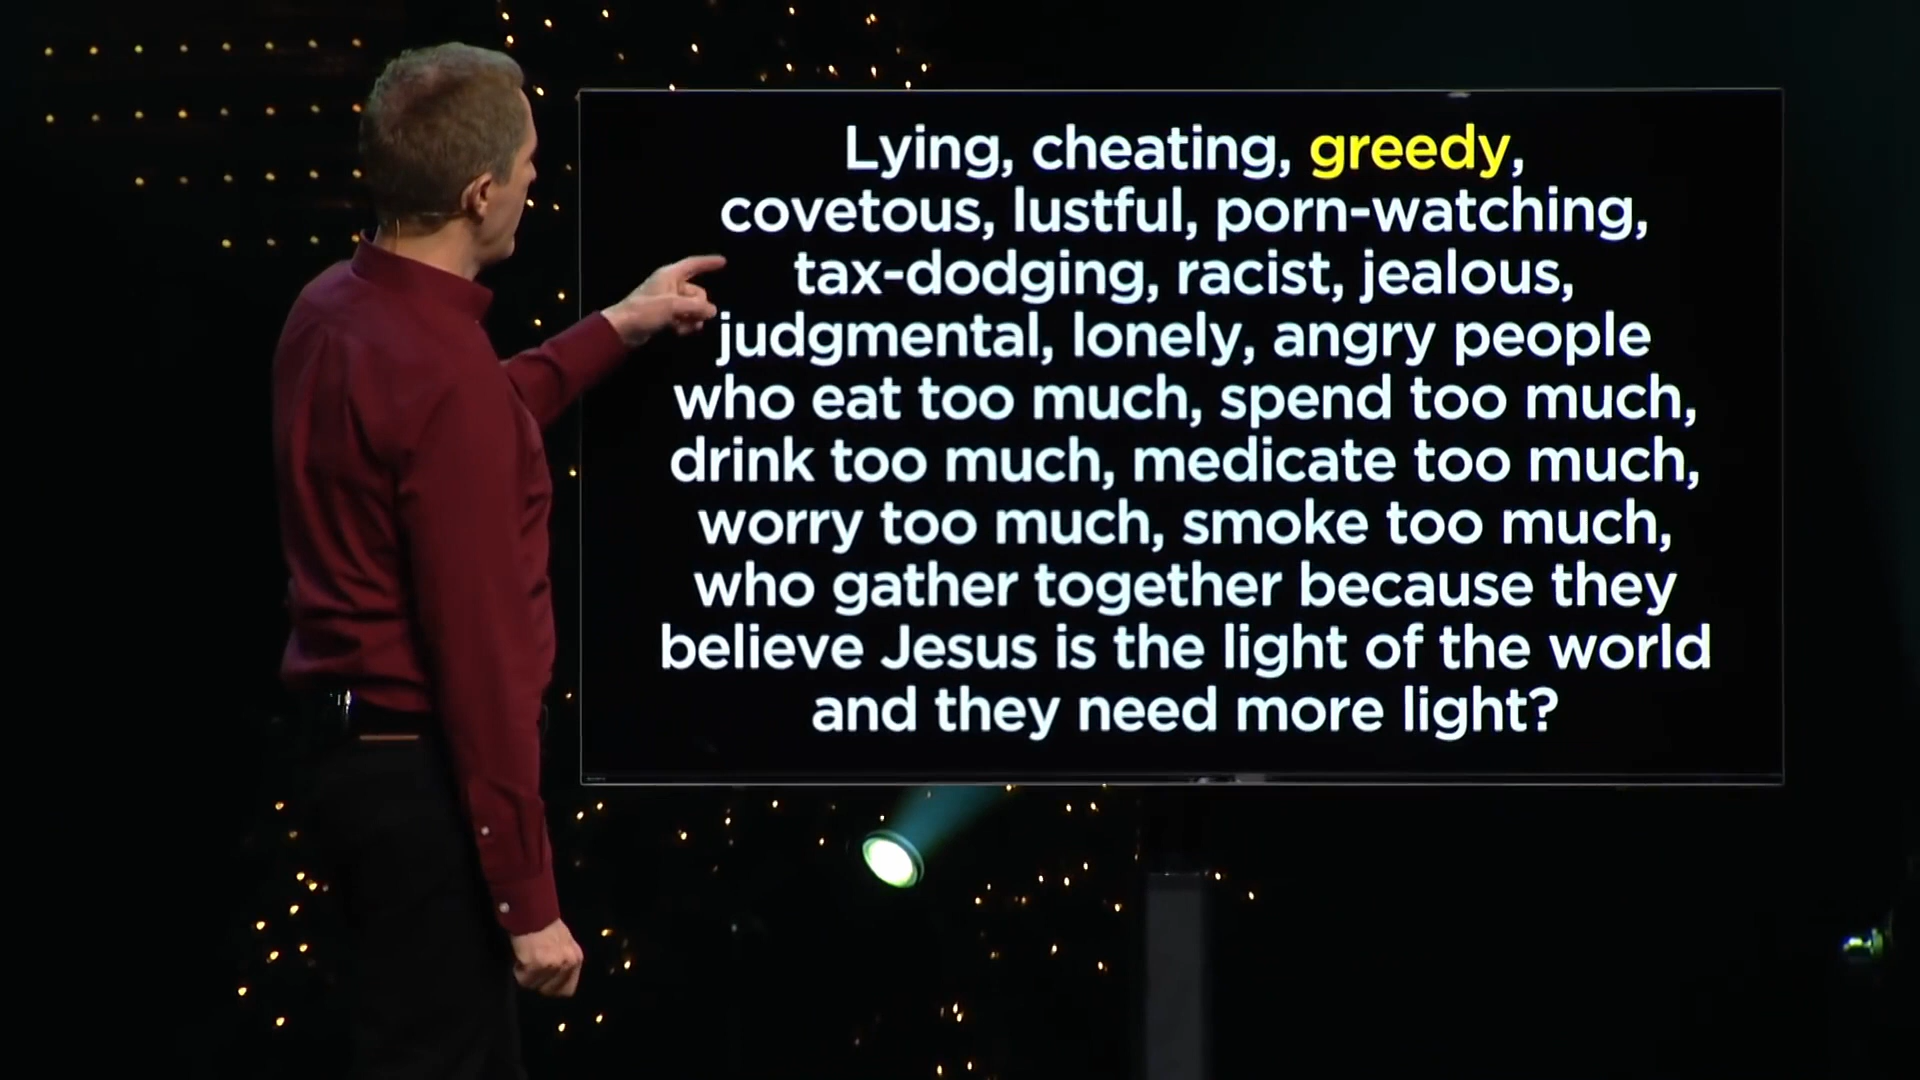 Lying, cheating, greedy,
covetous, lustful, porn-watching,
tax-dodging, racist, jealous,
judgmental, lonely, angry people
who eat too much, spend too much,
drink too much, medicate too much,
worry too much, smoke too much,
who gather together because they
believe Jesus is the light of the world
and they need more light?